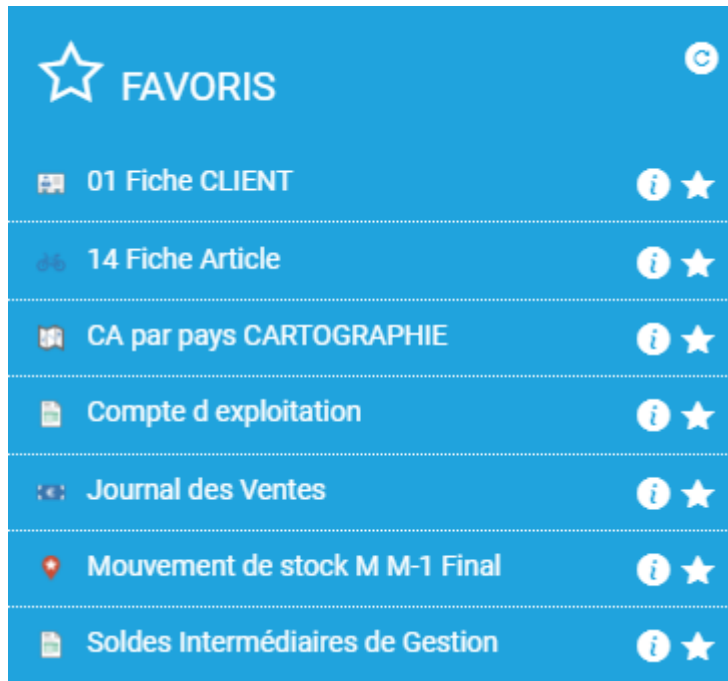 FAVORIS
01 Fiche CLIENT
14 Fiche Article
CA par pays CARTOGRAPHIE
Compte d exploitation
Journal des Ventes
Mouvement de stock M M-1 Final
Soldes Intermédiaires de Gestion